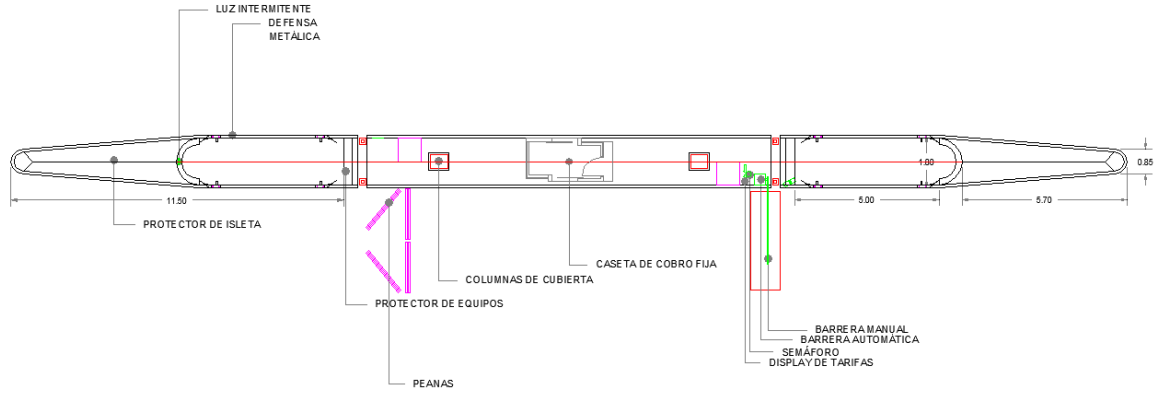 LUZ INTERMITENTE
DEFENSA
METÁLICA
1.80
0.85
11.50
5.00
5.70
PROTECTOR DE ISLETA
CASETA DE COBRO FIJA
COLUMNAS DE CUBIERTA
PROTECTOR DE EQUIPOS
BARRERA MANUAL
BARRERA AUTOMÁTICA
SEMÁFORO
DISPLAY DE TARIFAS
PEANAS